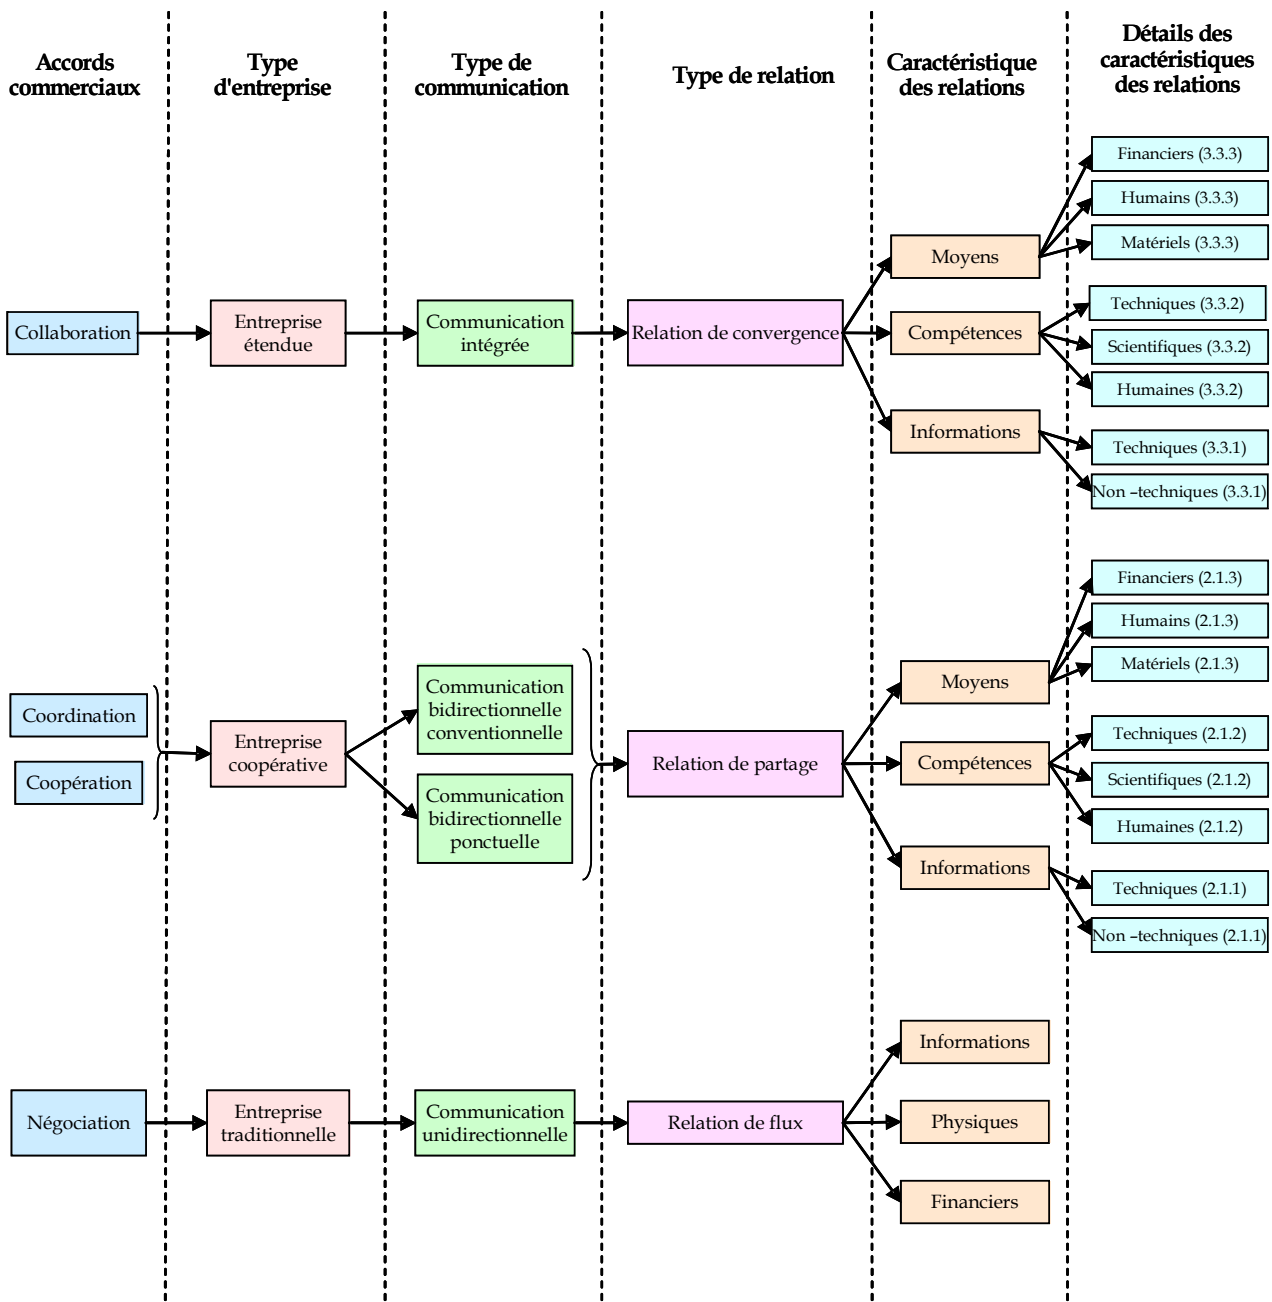 Accords
commerciaux
Type
d'entreprise
Type de
communication
Type de relation
Caractéristique
des relations
Détails des
caractéristiques
des relations
Collaboration
Entreprise
étendue
Communication
intégrée
Relation de convergence
Moyens
Financiers (3.3.3)
Humains (3.3.3)
Matériels (3.3.3)
Compétences
Techniques (3.3.2)
Scientifiques (3.3.2)
Humaines (3.3.2)
Informations
Techniques (3.3.1)
Non –techniques (3.3.1)
Coordination
Coopération
Entreprise
coopérative
Communication
bidirectionnelle
conventionnelle
Communication
bidirectionnelle
ponctuelle
Relation de partage
Moyens
Financiers (2.1.3)
Humains (2.1.3)
Matériels (2.1.3)
Compétences
Techniques (2.1.2)
Scientifiques (2.1.2)
Humaines (2.1.2)
Informations
Techniques (2.1.1)
Non –techniques (2.1.1)
Négociation
Entreprise
traditionnelle
Communication
unidirectionnelle
Relation de flux
Informations
Physiques
Financiers